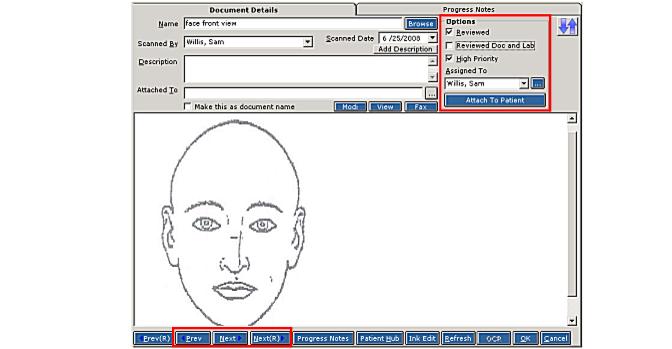 Document Details
Progress Notes
Name face front view Browse
Scanned By Willis, Sam Scanned Date 6 /25/2008
Add Description
Description
Attached To ...
Make this as document name Modi View Fax
Options
Reviewed
Reviewed Doc and Lab
High Priority
Assigned To
Willis, Sam ...
Attach To Patient
Prev(R) Prev Next Next(R) Progress Notes Patient Hub Ink Edit Refresh OCR OK Cancel